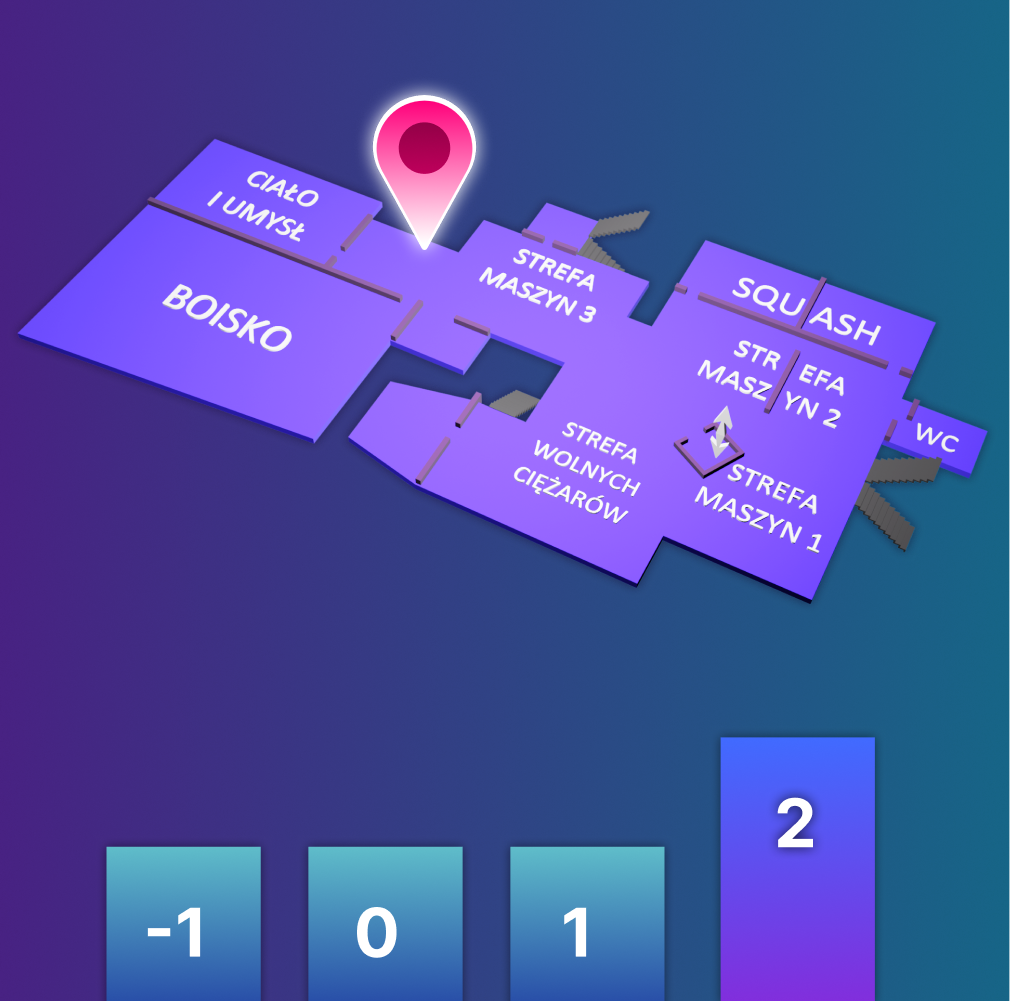 CIAŁO
I UMYSŁ
BOISKO
STREFA
MASZYN 3
SQUASH
STREFA
MASZYN 2
WC
STREFA
WOLNYCH
CIĘŻARÓW
STREFA
MASZYN 1
-1
0
1
2